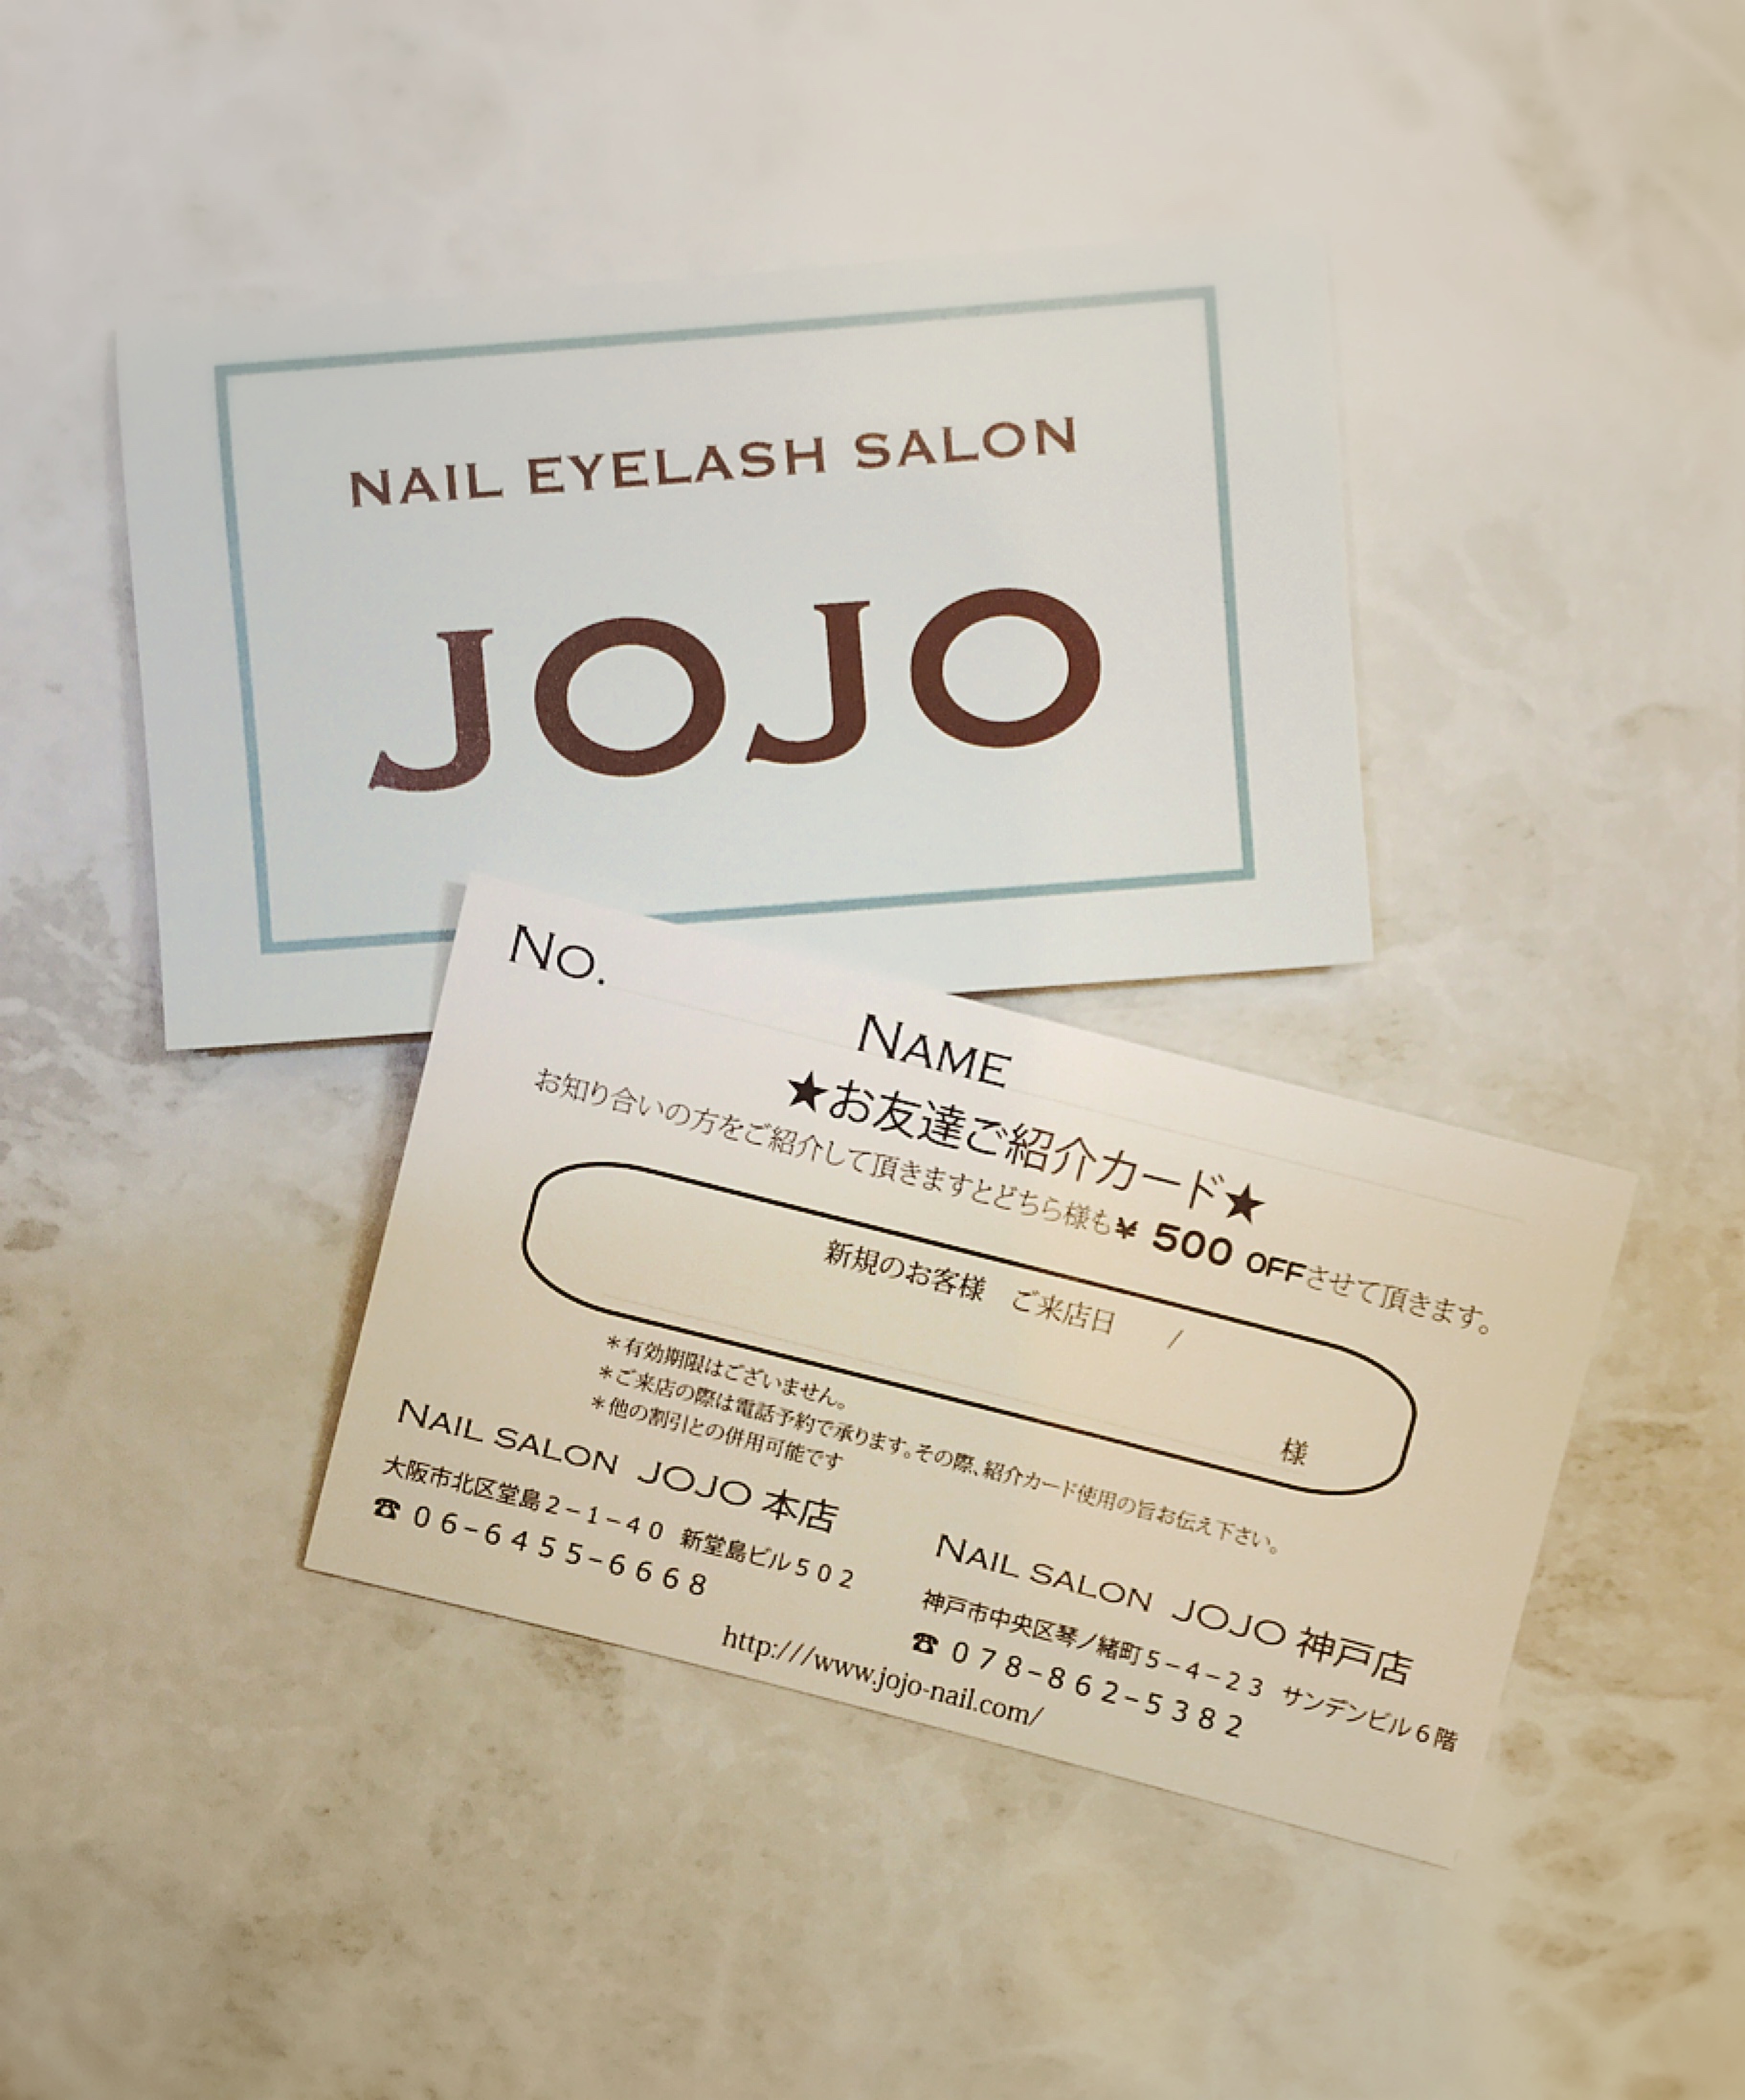 NAIL EYELASH SALON
JOJO
NO.
NAME
★お友達ご紹介カード★
お知り合いの方をご紹介して頂きますとどちら様も¥ 500 OFFさせて頂きます。
新規のお客様 ご来店日 /
様
*有効期限はございません。
*ご来店の際は電話予約で承ります。その際、紹介カード使用の旨お伝え下さい。
*他の割引との併用可能です
NAIL SALON JOJO 本店
大阪市北区堂島2-1-40 新堂島ビル502
☎ 06-6455-6668
NAIL SALON JOJO 神戸店
神戸市中央区琴ノ緒町5-4-23 サンデンビル6階
☎ 078-862-5382
http:///www.jojo-nail.com/